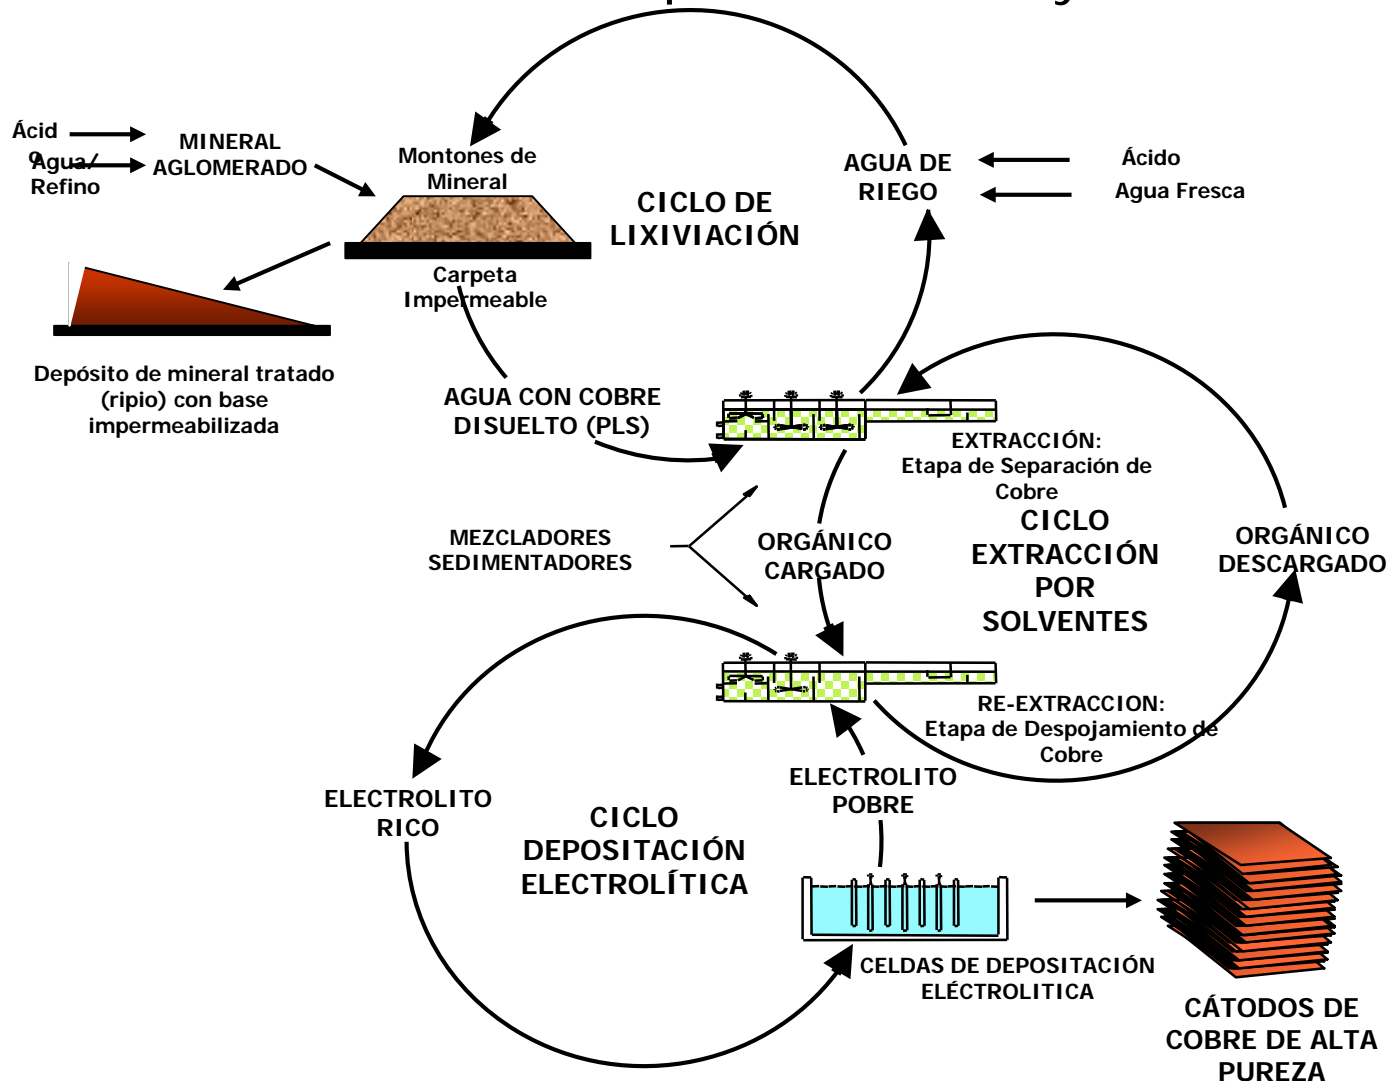 Ácid
o
Agua/
Refino
MINERAL
AGLOMERADO
Montones de
Mineral
CICLO DE
LIXIVIACIÓN
AGUA DE
RIEGO
Ácido
Agua Fresca
Carpeta
Impermeable
Depósito de mineral tratado
(ripio) con base
impermeabilizada
AGUA CON COBRE
DISUELTO (PLS)
EXTRACCIÓN:
Etapa de Separación de
Cobre
MEZCLADORES
SEDIMENTADORES
ORGÁNICO
CARGADO
CICLO
EXTRACCIÓN
POR
SOLVENTES
ORGÁNICO
DESCARGADO
RE-EXTRACCION:
Etapa de Despojamiento de
Cobre
ELECTROLITO
POBRE
ELECTROLITO
RICO
CICLO
DEPOSITACIÓN
ELECTROLÍTICA
CELDAS DE DEPOSITACIÓN
ELÉCTROLITICA
CÁTODOS DE
COBRE DE ALTA
PUREZA